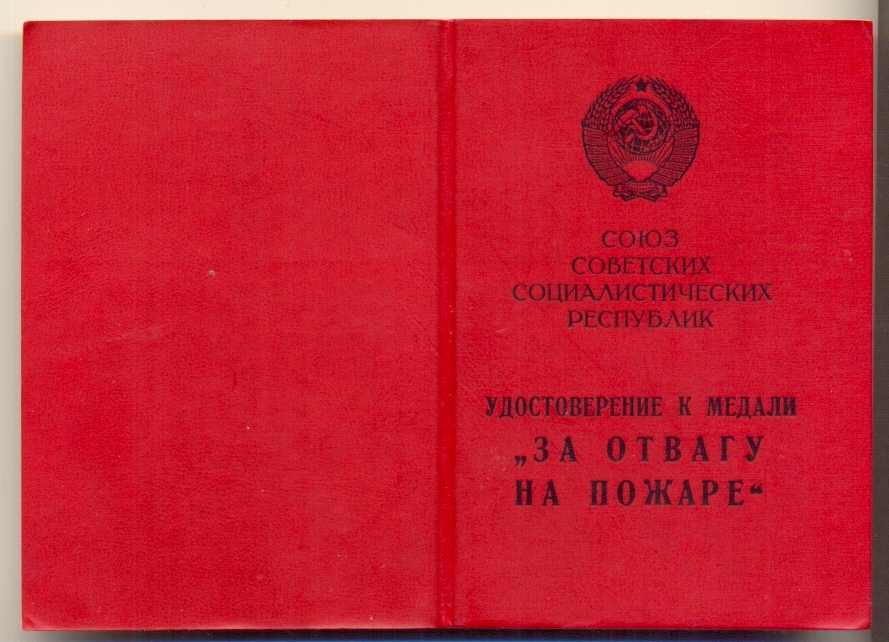 СОЮЗ
СОВЕТСКИХ
СОЦИАЛИСТИЧЕСКИХ
РЕСПУБЛИК
УДОСТОВЕРЕНИЕ К МЕДАЛИ
„ЗА ОТВАГУ
НА ПОЖАРЕ“